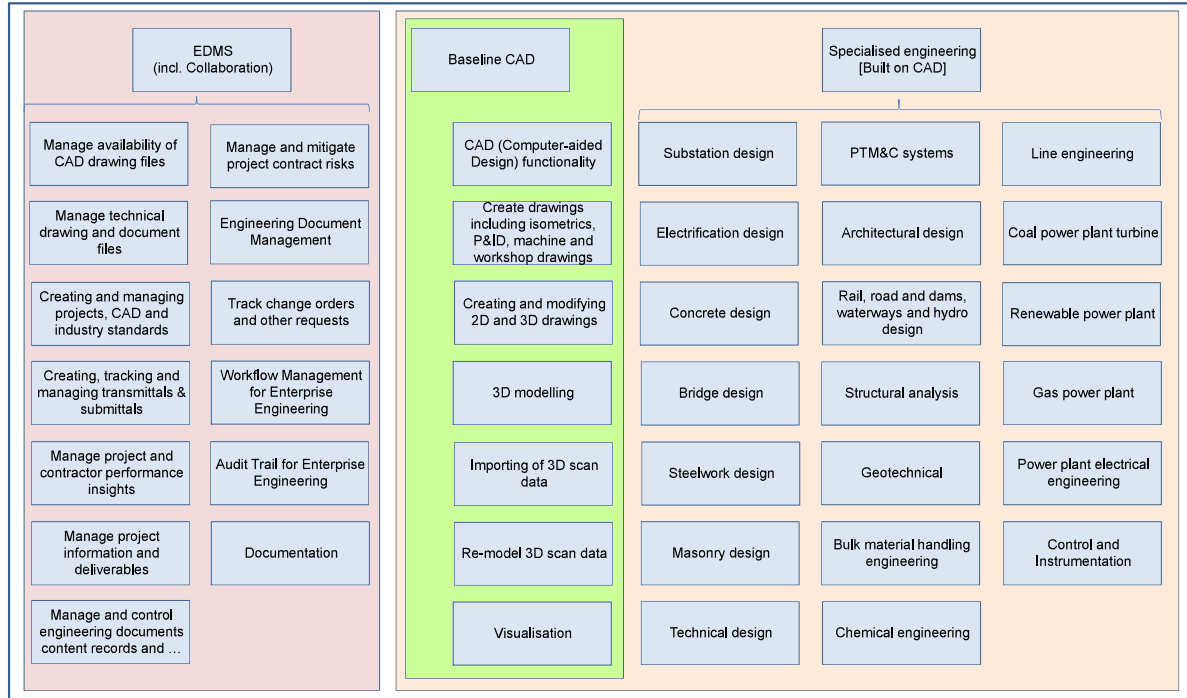 EDMS
(incl. Collaboration)
Manage availability of
CAD drawing files
Manage technical
drawing and document
files
Creating and managing
projects, CAD and
industry standards
Creating, tracking and
managing transmittals &
submittals
Manage project and
contractor performance
insights
Manage project
information and
deliverables
Manage and control
engineering documents
content records and …
Manage and mitigate
project contract risks
Engineering Document
Management
Track change orders
and other requests
Workflow Management
for Enterprise
Engineering
Audit Trail for Enterprise
Engineering
Documentation
Baseline CAD
CAD (Computer-aided
Design) functionality
Create drawings
including isometrics,
P&ID, machine and
workshop drawings
Creating and modifying
2D and 3D drawings
3D modelling
Importing of 3D scan
data
Re-model 3D scan data
Visualisation
Specialised engineering
[Built on CAD]
Substation design
Electrification design
Concrete design
Bridge design
Steelwork design
Masonry design
Technical design
PTM&C systems
Architectural design
Rail, road and dams,
waterways and hydro
design
Structural analysis
Geotechnical
Bulk material handling
engineering
Chemical engineering
Line engineering
Coal power plant turbine
Renewable power plant
Gas power plant
Power plant electrical
engineering
Control and
Instrumentation